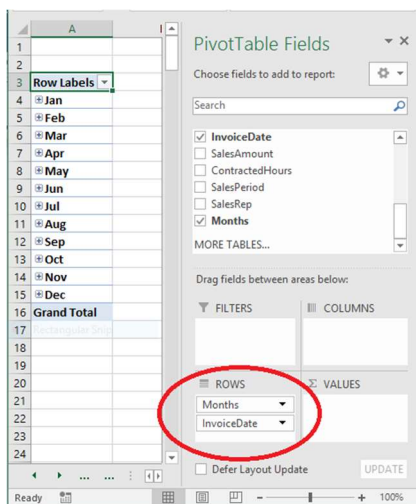 A
PivotTable Fields
Choose fields to add to report:
Search
InvoiceDate
SalesAmount
ContractedHours
SalesPeriod
SalesRep
Months
MORE TABLES...
Drag fields between areas below:
FILTERS
COLUMNS
ROWS
Σ VALUES
Months
InvoiceDate
Defer Layout Update
UPDATE
1
2
3 Row Labels
4 Jan
5 Feb
6 Mar
7 Apr
8 May
9 Jun
10 Jul
11 Aug
12 Sep
13 Oct
14 Nov
15 Dec
16 Grand Total
17 Rectangular Snip
18
19
20
21
22
23
24
... ...
Ready
100%